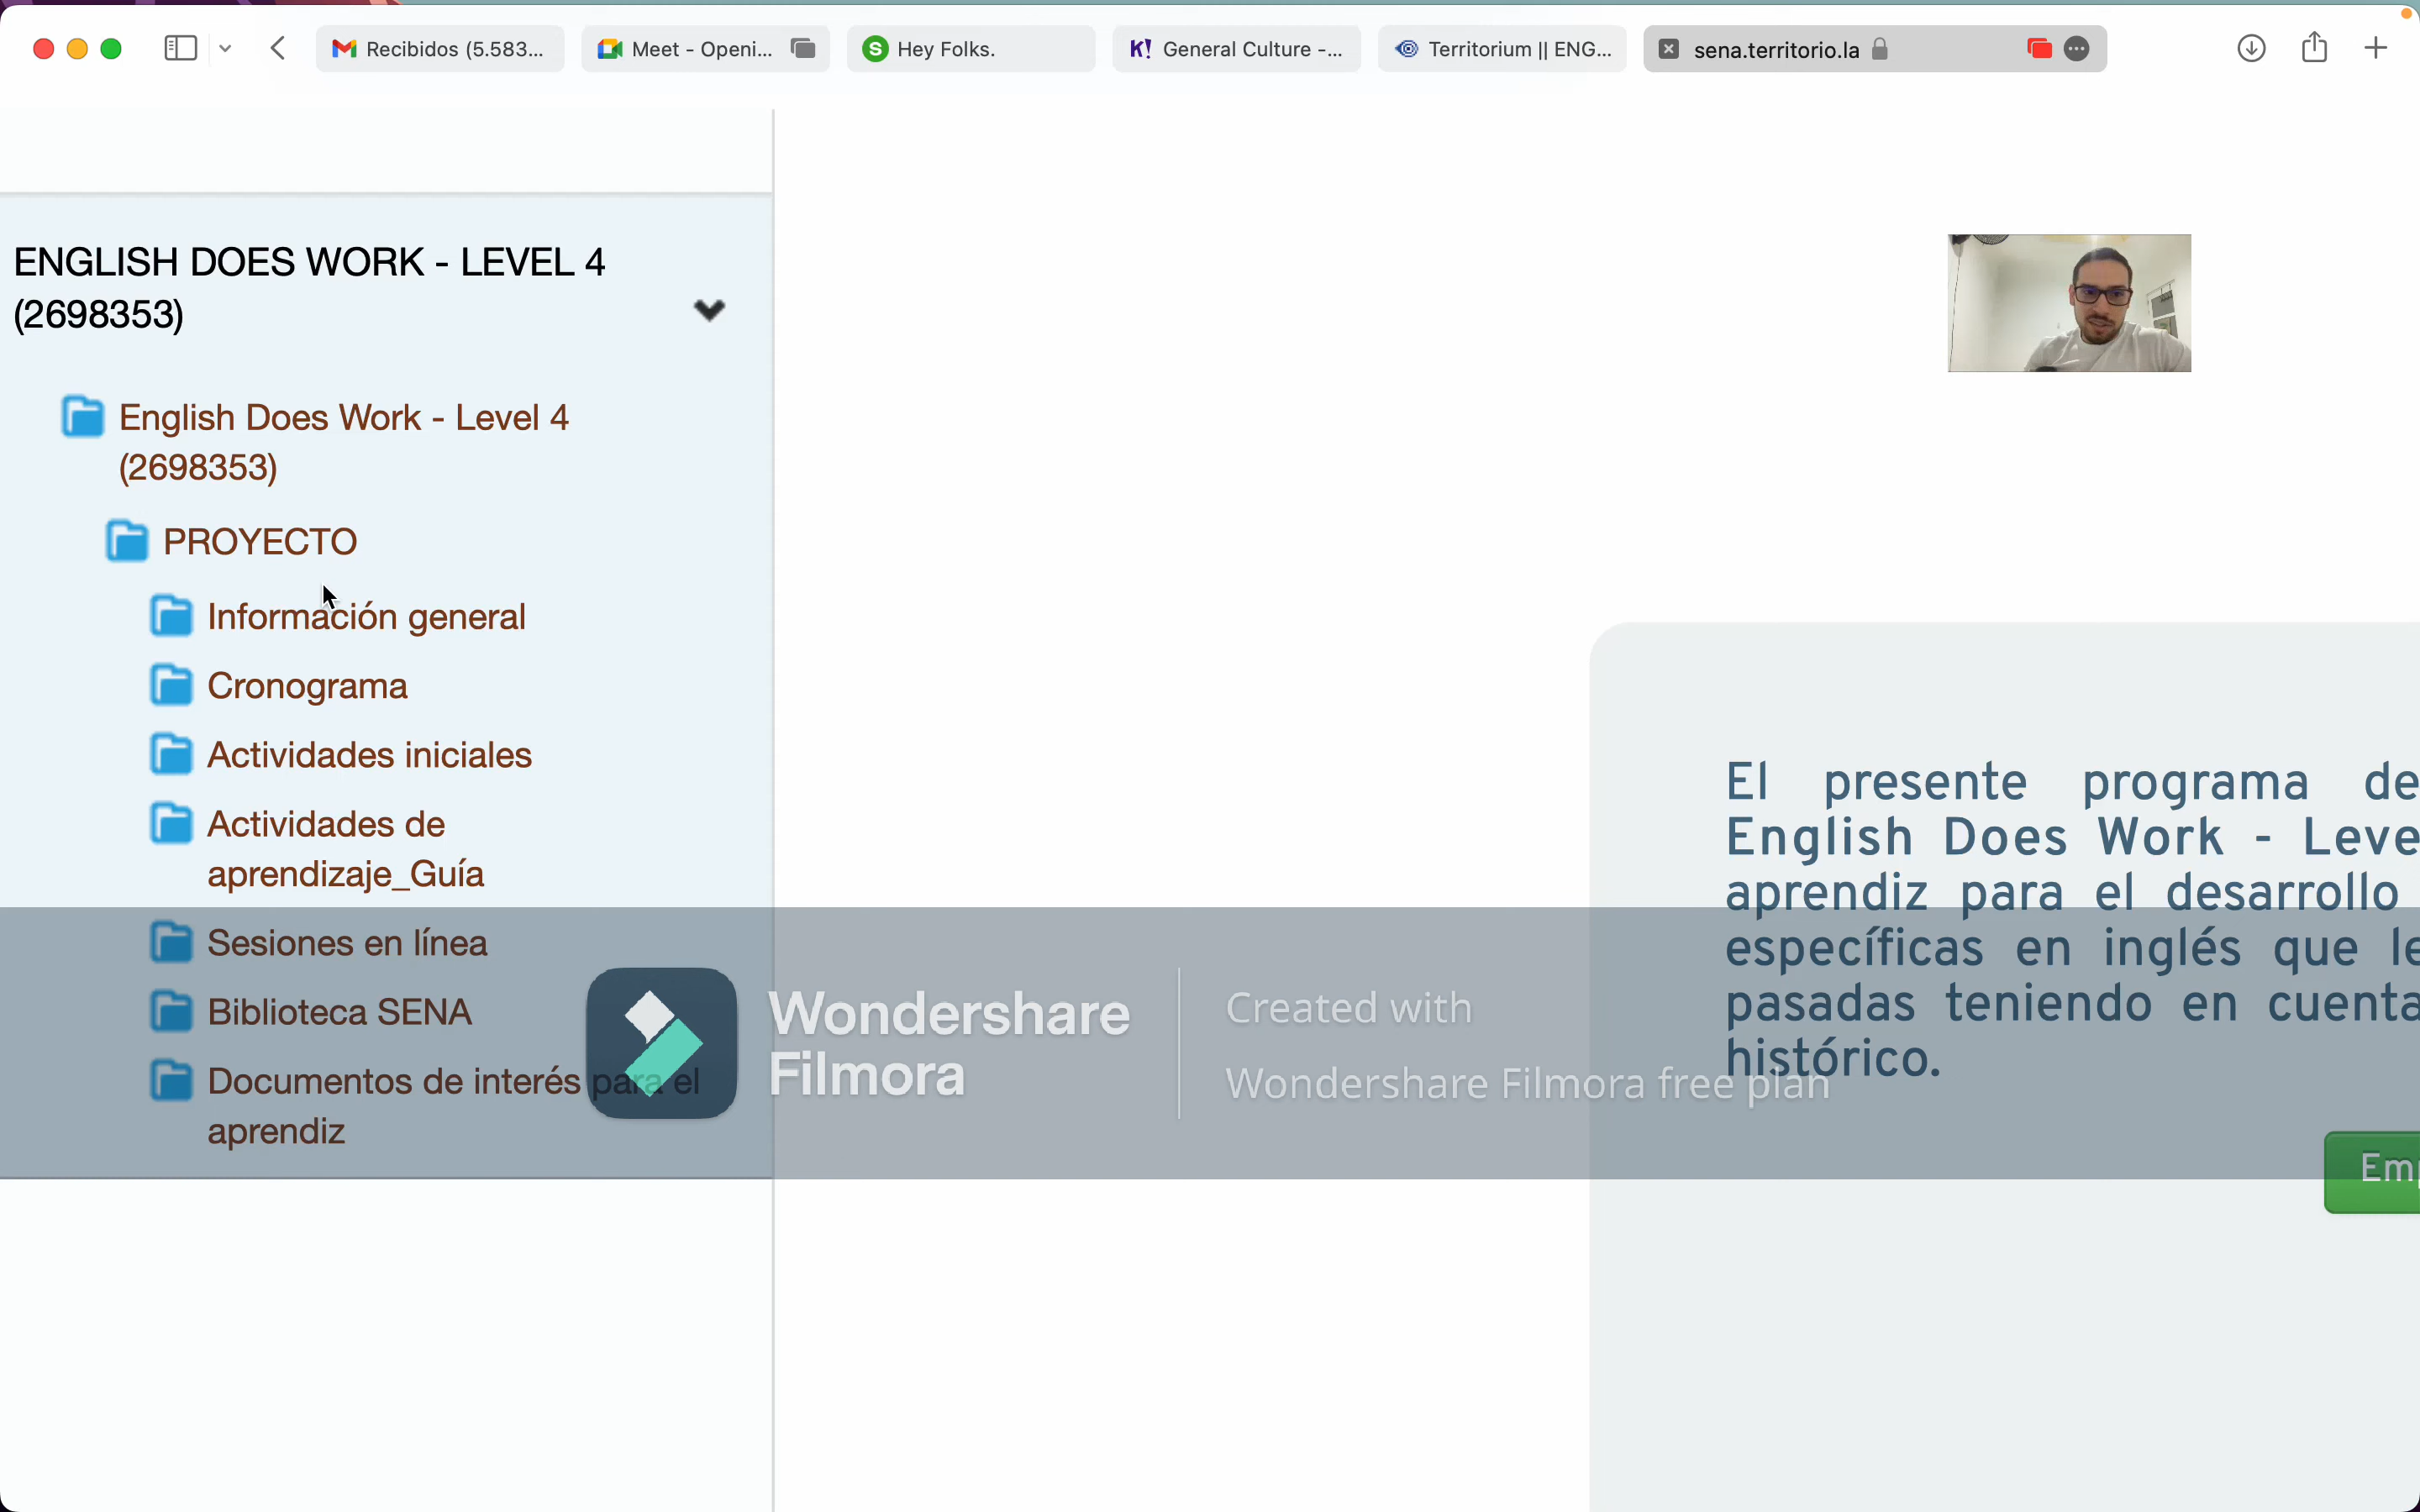 Recibidos (5.583...
Meet - Openi...
Hey Folks.
K! General Culture -...
Territorium || ENG...
sena.territorio.la
ENGLISH DOES WORK - LEVEL 4
(2698353)
English Does Work - Level 4
(2698353)
PROYECTO
Información general
Cronograma
Actividades iniciales
Actividades de
aprendizaje_Guía
Sesiones en línea
Biblioteca SENA
Documentos de interés para el
aprendiz
El presente programa de
English Does Work - Leve
aprendiz para el desarrollo
específicas en inglés que le
pasadas teniendo en cuenta
histórico.
Emp
Wondershare
Filmora
Created with
Wondershare Filmora free plan